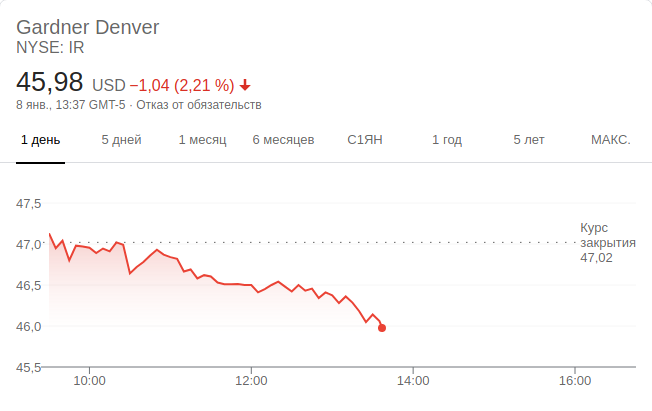 Gardner Denver
NYSE: IR
45,98 USD −1,04 (2,21 %)
8 янв., 13:37 GMT-5 · Отказ от обязательств
1 день 5 дней 1 месяц 6 месяцев С1ЯН 1 год 5 лет МАКС.
47,5
47,0
46,5
46,0
45,5
Курс
закрытия
47,02
10:00 12:00 14:00 16:00